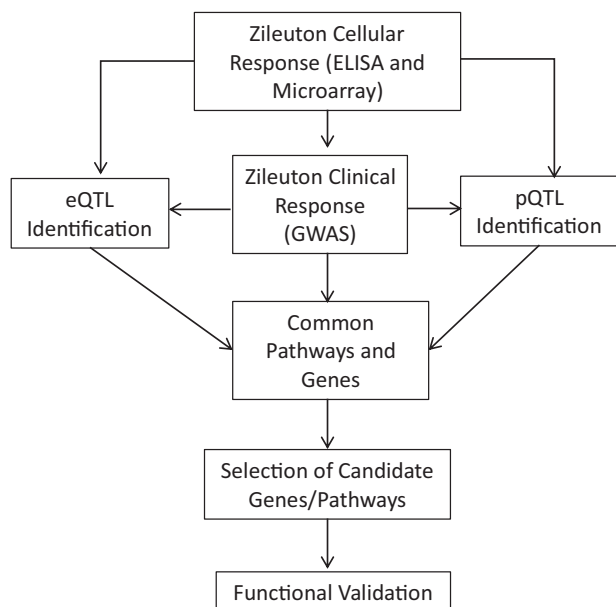 Zileuton Cellular
Response (ELISA and
Microarray)
eQTL
Identification
Zileuton Clinical
Response
(GWAS)
pQTL
Identification
Common
Pathways and
Genes
Selection of Candidate
Genes/Pathways
Functional Validation